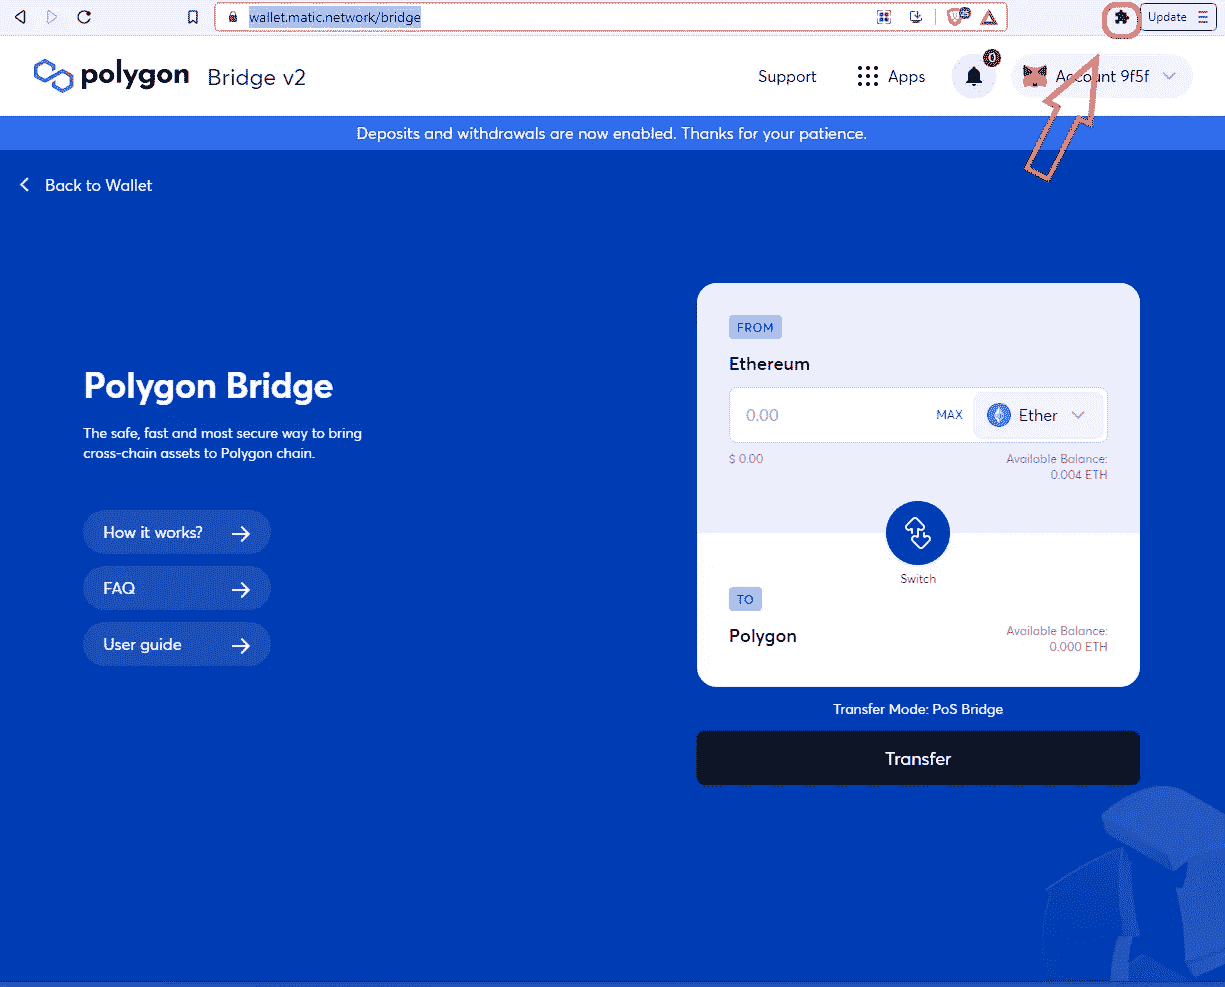 wallet.matic.network/bridge
Update
polygon Bridge v2
Support
Apps
0
Account 9f5f
Deposits and withdrawals are now enabled. Thanks for your patience.
Back to Wallet
Polygon Bridge
The safe, fast and most secure way to bring
cross-chain assets to Polygon chain.
How it works?
FAQ
User guide
FROM
Ethereum
0.00
MAX
Ether
$ 0.00
Available Balance:
0.004 ETH
Switch
TO
Polygon
Available Balance:
0.000 ETH
Transfer Mode: PoS Bridge
Transfer